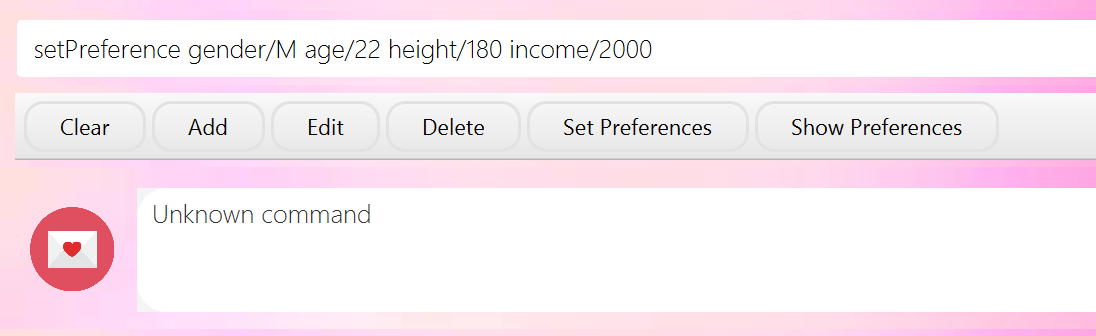 setPreference gender/M age/22 height/180 income/2000
Clear Add Edit Delete Set Preferences Show Preferences
Unknown command